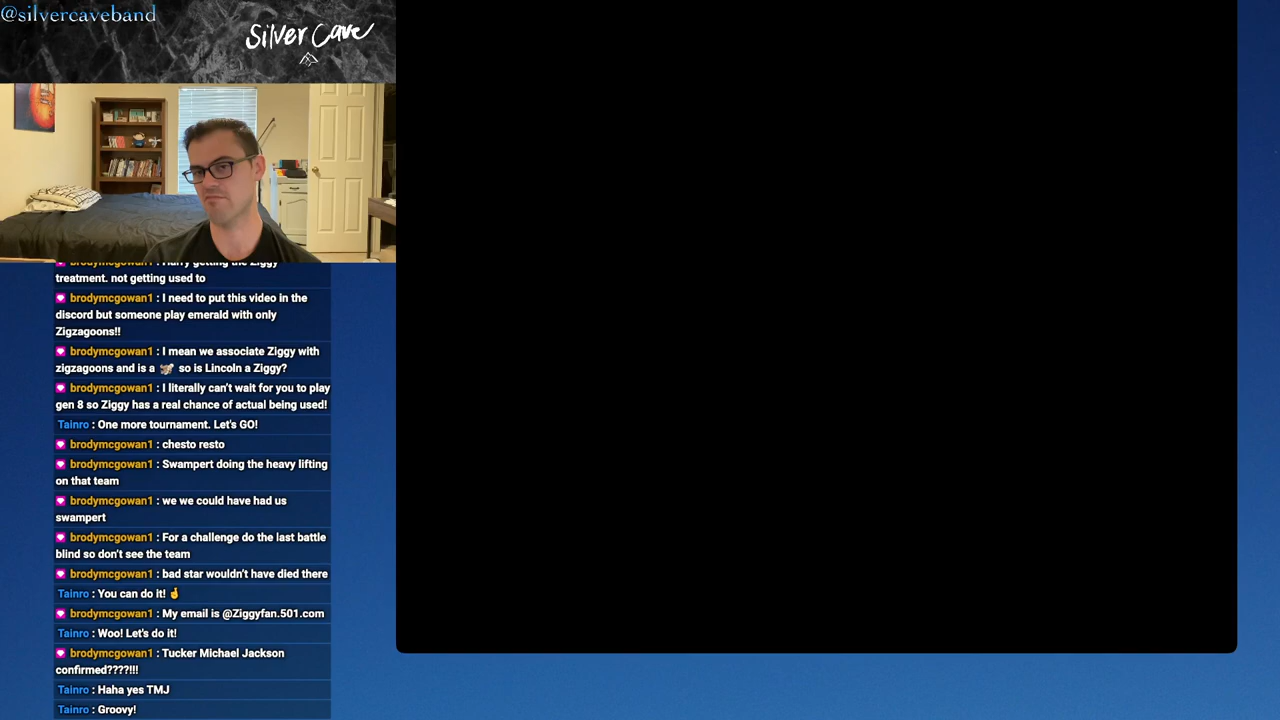 @silvercaveband
Silver Cave
brodymcgowan1 : Harry getting the Ziggy
treatment. not getting used to
brodymcgowan1 : I need to put this video in the
discord but someone play emerald with only
Zigzagoons!!
brodymcgowan1 : I mean we associate Ziggy with
zigzagoons and is a so is Lincoln a Ziggy?
brodymcgowan1 : I literally can't wait for you to play
gen 8 so Ziggy has a real chance of actual being used!
Tainro : One more tournament. Let's GO!
brodymcgowan1 : chesto resto
brodymcgowan1 : Swampert doing the heavy lifting
on that team
brodymcgowan1 : we we could have had us
swampert
brodymcgowan1 : For a challenge do the last battle
blind so don't see the team
brodymcgowan1 : bad star wouldn't have died there
Tainro : You can do it! 🤞
brodymcgowan1 : My email is @Ziggyfan.501.com
Tainro : Woo! Let's do it!
brodymcgowan1 : Tucker Michael Jackson
confirmed????!!!
Tainro : Haha yes TMJ
Tainro : Groovy!